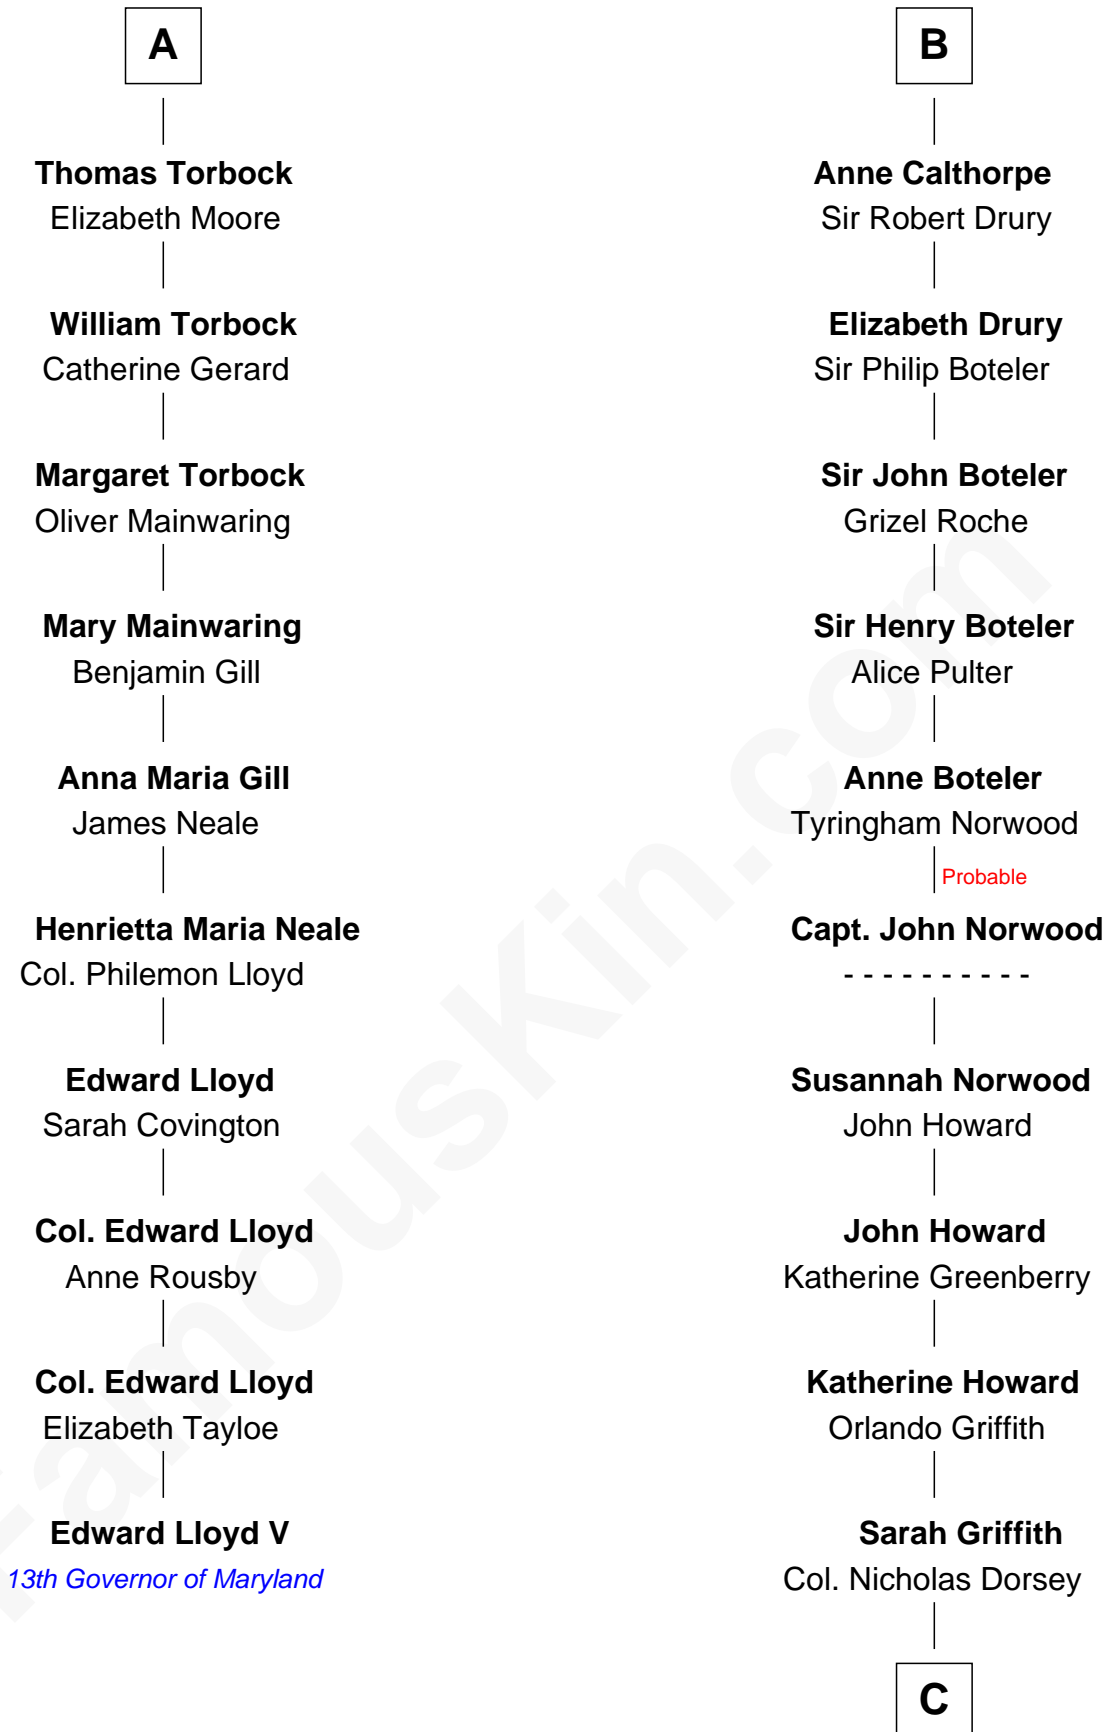 A
Thomas Torbock
Elizabeth Moore
William Torbock
Catherine Gerard
Margaret Torbock
Oliver Mainwaring
Mary Mainwaring
Benjamin Gill
Anna Maria Gill
James Neale
Henrietta Maria Neale
Col. Philemon Lloyd
Edward Lloyd
Sarah Covington
Col. Edward Lloyd
Anne Rousby
Col. Edward Lloyd
Elizabeth Tayloe
Edward Lloyd V
13th Governor of Maryland
B
Anne Calthorpe
Sir Robert Drury
Elizabeth Drury
Sir Philip Boteler
Sir John Boteler
Grizel Roche
Sir Henry Boteler
Alice Pulter
Anne Boteler
Tyringham Norwood
Probable
Capt. John Norwood
- - - - - - - - - -
Susannah Norwood
John Howard
John Howard
Katherine Greenberry
Katherine Howard
Orlando Griffith
Sarah Griffith
Col. Nicholas Dorsey
C
FamousKin.com